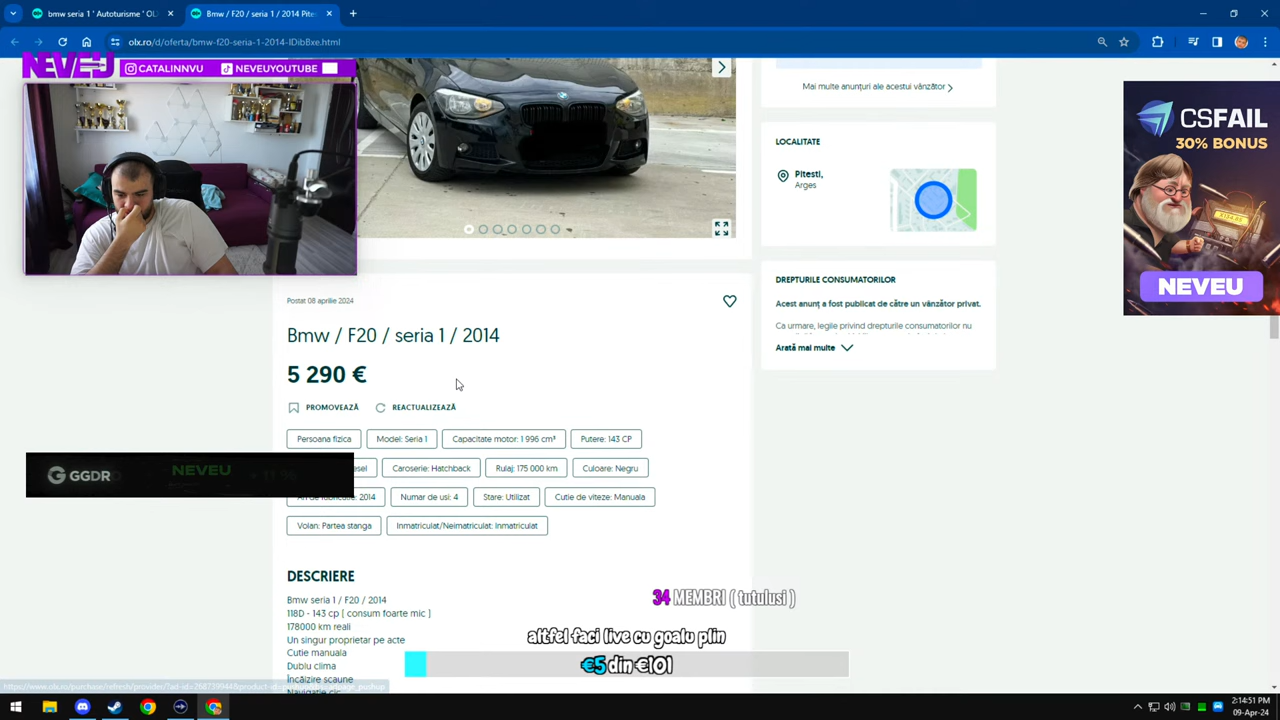 bmw seria 1 ' Autoturisme ' OL
Bmw / F20 / seria 1 / 2014 Pites
olx.ro/d/oferta/bmw-f20-seria-1-2014-IDibBxe.html
NEVEU
CATALINNVU
NEVEUYOUTUBE
Mai multe anunțuri ale acestui vânzător
LOCALITATE
Pitesti,
Arges
CSFAIL
30% BONUS
NEVEU
DREPTURILE CONSUMATORILOR
Acest anunț a fost publicat de către un vânzător privat.
Ca urmare, legile privind drepturile consumatorilor nu
Arată mai multe
Postat 08 aprilie 2024
Bmw / F20 / seria 1 / 2014
5 290 €
PROMOVEAZĂ
REACTUALIZEAZĂ
Persoana fizica
Model: Seria 1
Capacitate motor: 1 996 cm³
Putere: 143 CP
esel
Caroserie: Hatchback
Rulaj: 175 000 km
Culoare: Negru
GGDR
NEVEU
An de fabricatie: 2014
Numar de usi: 4
Stare: Utilizat
Cutie de viteze: Manuala
Volan: Partea stanga
Inmatriculat/Neimatriculat: Inmatriculat
DESCRIERE
Bmw seria 1 / F20 / 2014
118D - 143 cp ( consum foarte mic )
178000 km reali
Un singur proprietar pe acte
Cutie manuala
Dublu clima
Încălzire scaune
34 MEMBRI ( tutulusi )
altfel faci live cu goalu plin
€5 din €101
2:14:51 PM
09-Apr-24